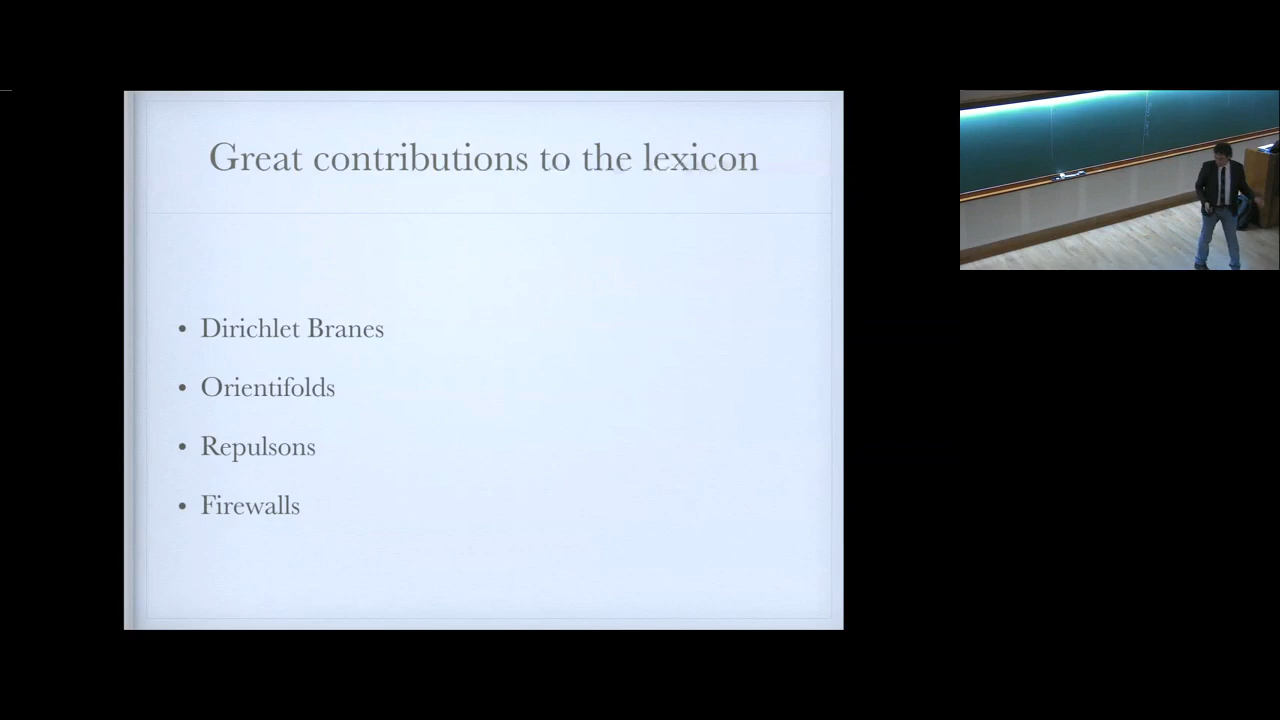 Great contributions to the lexicon
• Dirichlet Branes
• Orientifolds
• Repulsons
• Firewalls